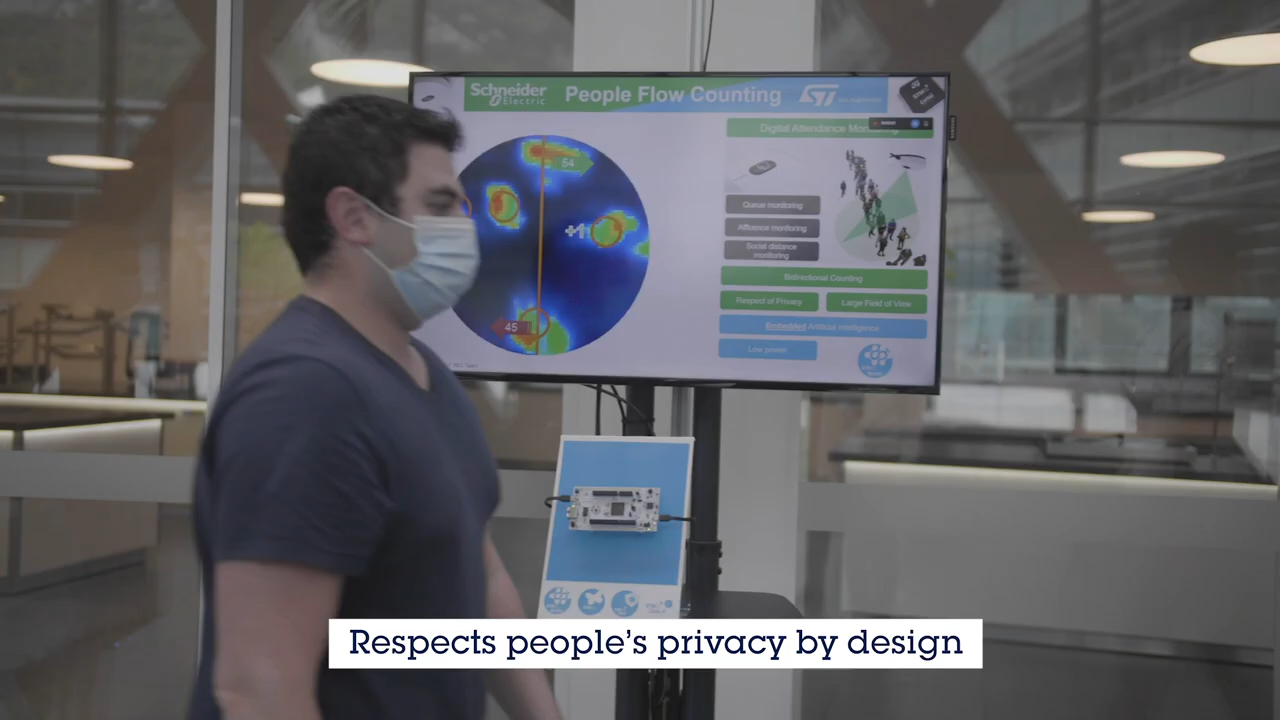 Schneider
Electric
People Flow Counting
ST
Digital Attendance
54
+1
45
Queue monitoring
Affluence monitoring
Social distance
monitoring
Bidirectional Counting
Respect of Privacy
Large Field of View
Embedded Artificial Intelligence
Low power
Respects people’s privacy by design